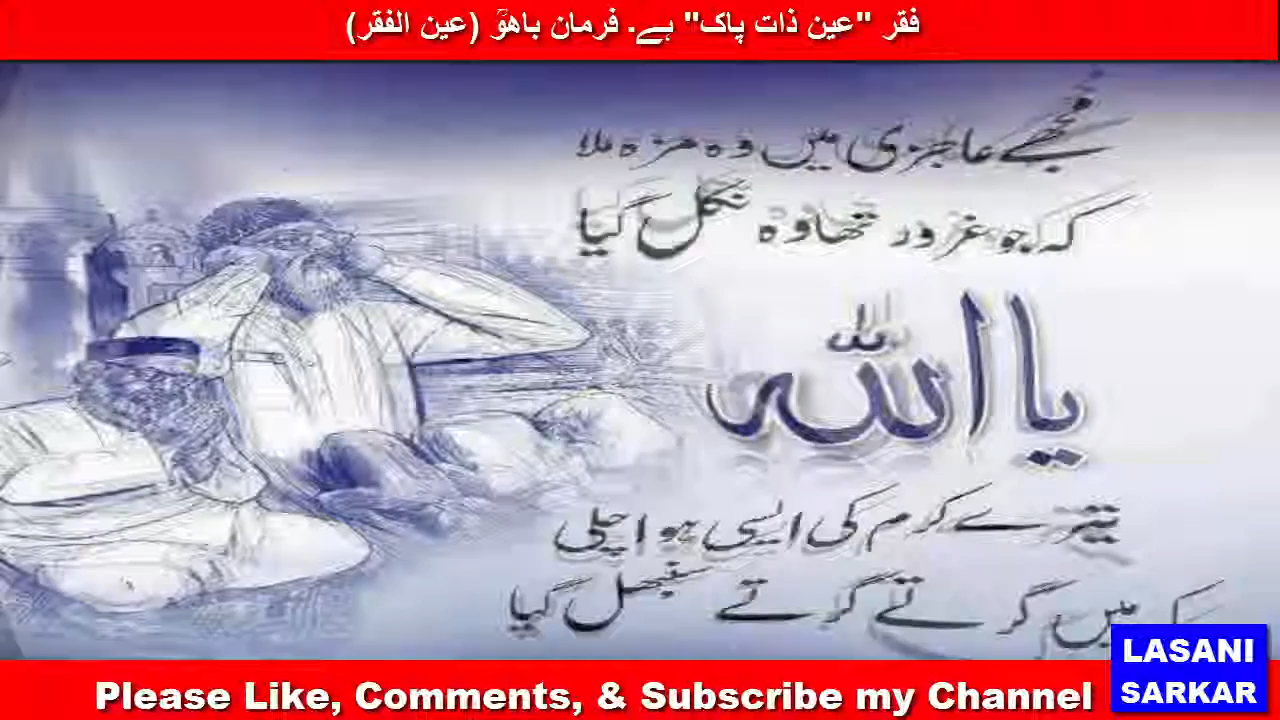 فقر "عین ذات پاک" ہے۔ فرمان باھوؒ (عین الفقر)
مُجھے عاجزی میں وہ مزہ ملا
کہ جو غرور تھا وہ نکل گیا
یا اللہ
تیرے کرم کی ایسی ہوا چلی
کہ میں گرتے گرتے سنبھل گیا
LASANI
SARKAR
Please Like, Comments, & Subscribe my Channel